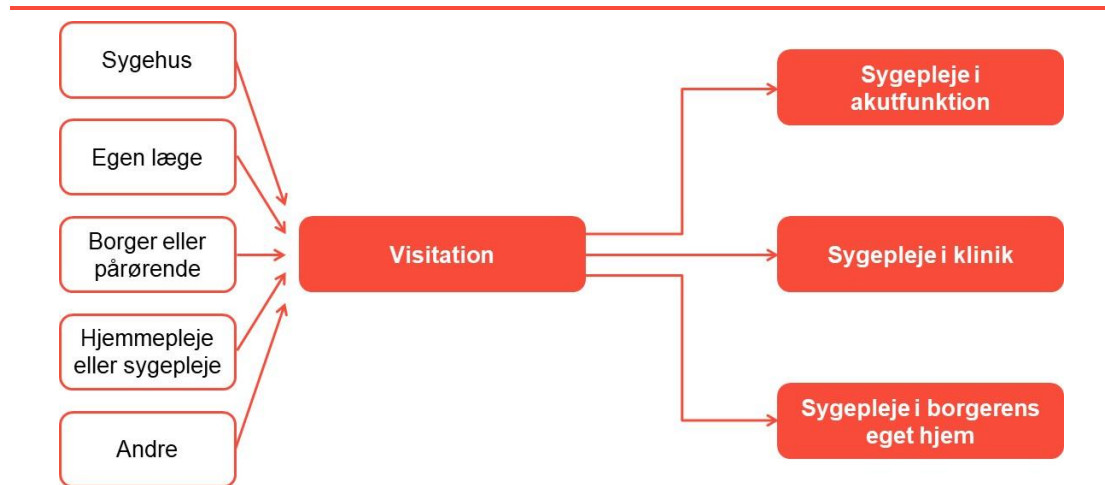 Sygehus
Egen læge
Borger eller
pårørende
Hjemmepleje
eller sygepleje
Andre
Visitation
Sygepleje i
akutfunktion
Sygepleje i klinik
Sygepleje i borgerens
eget hjem